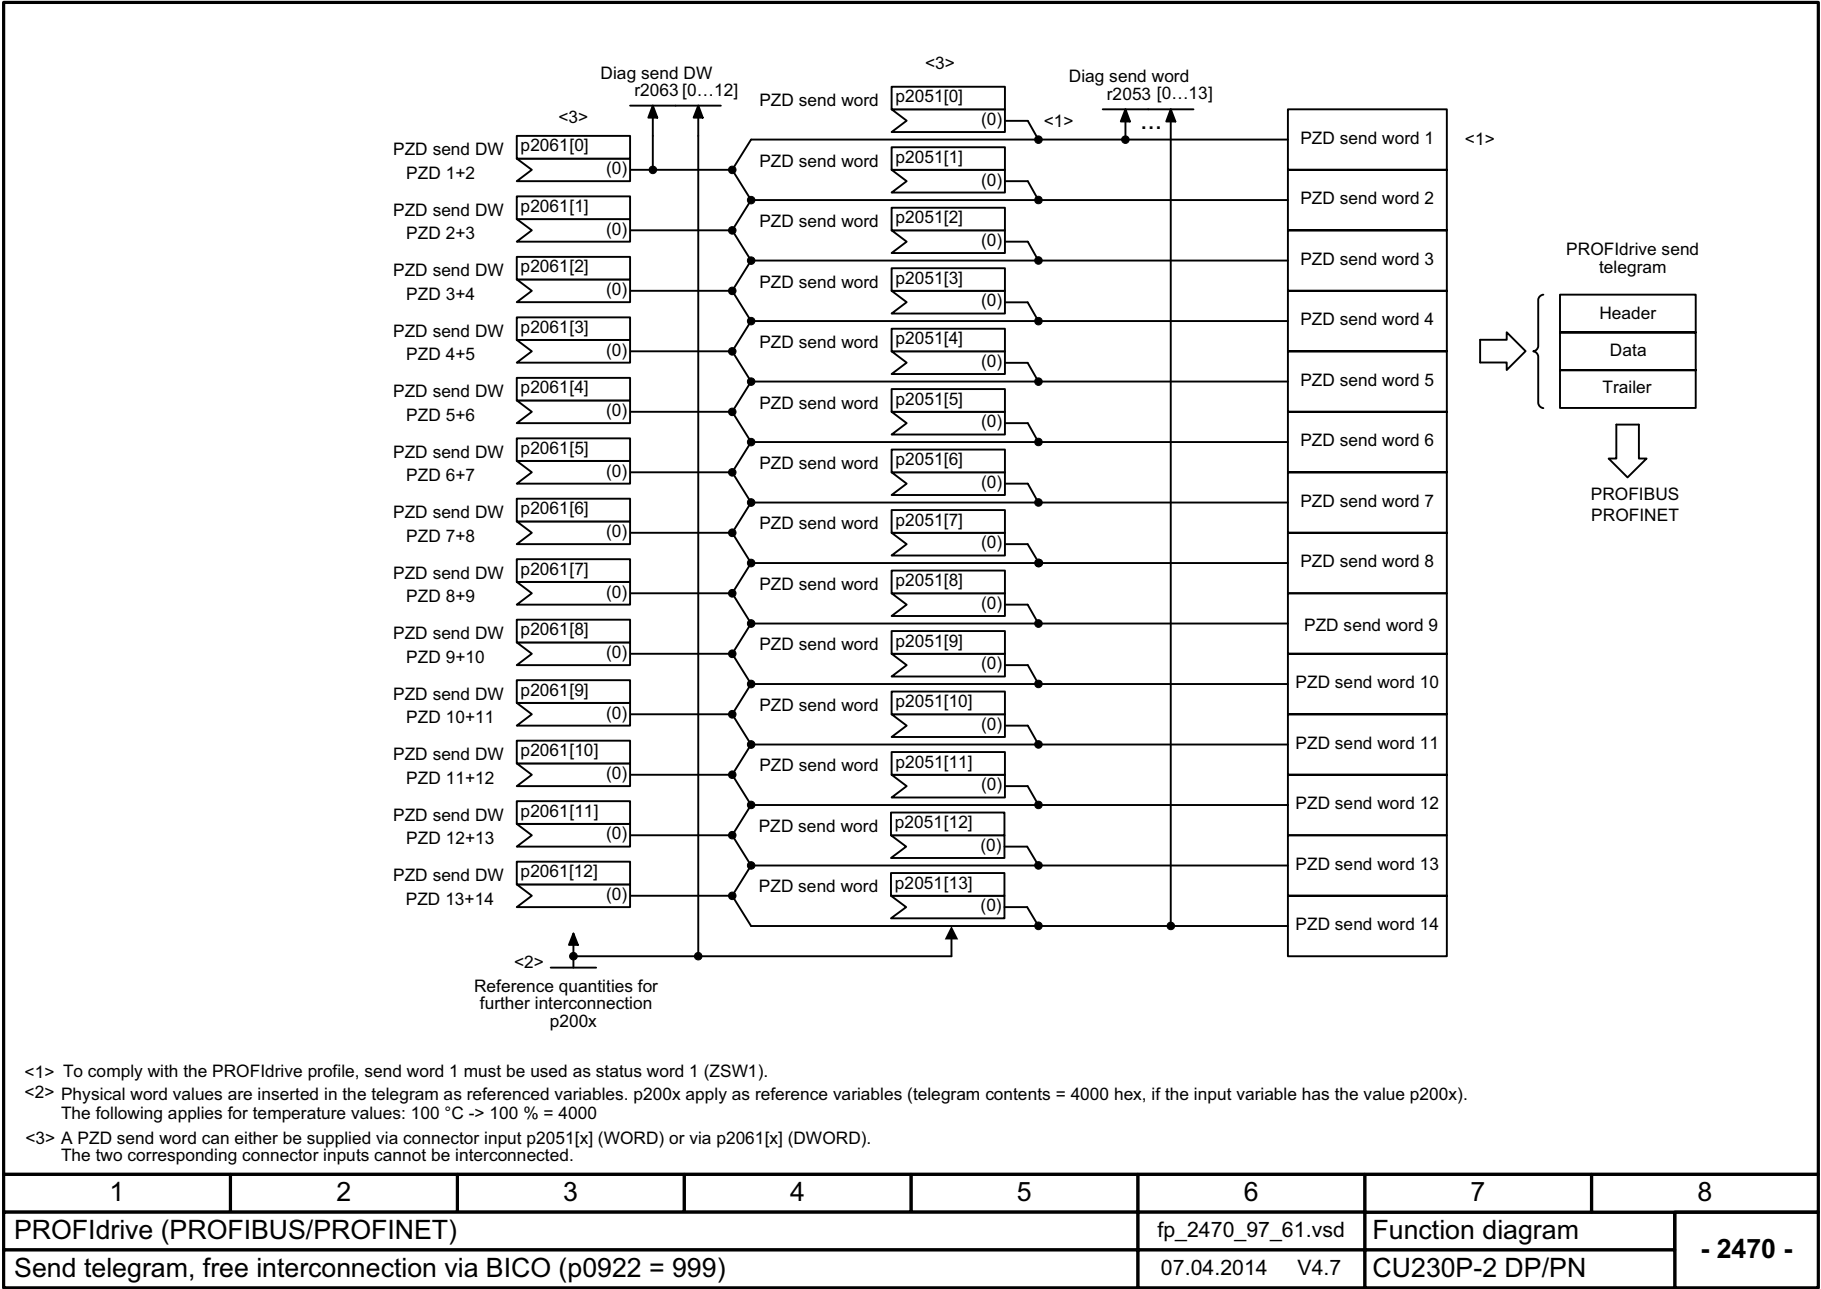 Diag send DW
r2063 [0...12]
<3>
Diag send word
r2053 [0...13]
<3>
PZD send DW
PZD 1+2
p2061[0]
(0)
PZD send DW
PZD 2+3
p2061[1]
(0)
PZD send DW
PZD 3+4
p2061[2]
(0)
PZD send DW
PZD 4+5
p2061[3]
(0)
PZD send DW
PZD 5+6
p2061[4]
(0)
PZD send DW
PZD 6+7
p2061[5]
(0)
PZD send DW
PZD 7+8
p2061[6]
(0)
PZD send DW
PZD 8+9
p2061[7]
(0)
PZD send DW
PZD 9+10
p2061[8]
(0)
PZD send DW
PZD 10+11
p2061[9]
(0)
PZD send DW
PZD 11+12
p2061[10]
(0)
PZD send DW
PZD 12+13
p2061[11]
(0)
PZD send DW
PZD 13+14
p2061[12]
(0)
<2>
Reference quantities for
further interconnection
p200x
PZD send word p2051[0]
(0)
<1>
...
PZD send word p2051[1]
(0)
PZD send word p2051[2]
(0)
PZD send word p2051[3]
(0)
PZD send word p2051[4]
(0)
PZD send word p2051[5]
(0)
PZD send word p2051[6]
(0)
PZD send word p2051[7]
(0)
PZD send word p2051[8]
(0)
PZD send word p2051[9]
(0)
PZD send word p2051[10]
(0)
PZD send word p2051[11]
(0)
PZD send word p2051[12]
(0)
PZD send word p2051[13]
(0)
PZD send word 1 <1>
PZD send word 2
PZD send word 3
PZD send word 4
PZD send word 5
PZD send word 6
PZD send word 7
PZD send word 8
PZD send word 9
PZD send word 10
PZD send word 11
PZD send word 12
PZD send word 13
PZD send word 14
PROFIdrive send
telegram
Header
Data
Trailer
PROFIBUS
PROFINET
<1> To comply with the PROFIdrive profile, send word 1 must be used as status word 1 (ZSW1).
<2> Physical word values are inserted in the telegram as referenced variables. p200x apply as reference variables (telegram contents = 4000 hex, if the input variable has the value p200x).
The following applies for temperature values: 100 °C -> 100 % = 4000
<3> A PZD send word can either be supplied via connector input p2051[x] (WORD) or via p2061[x] (DWORD).
The two corresponding connector inputs cannot be interconnected.
1 2 3 4 5 6 7 8
PROFIdrive (PROFIBUS/PROFINET) fp_2470_97_61.vsd Function diagram
- 2470 -
Send telegram, free interconnection via BICO (p0922 = 999) 07.04.2014 V4.7 CU230P-2 DP/PN